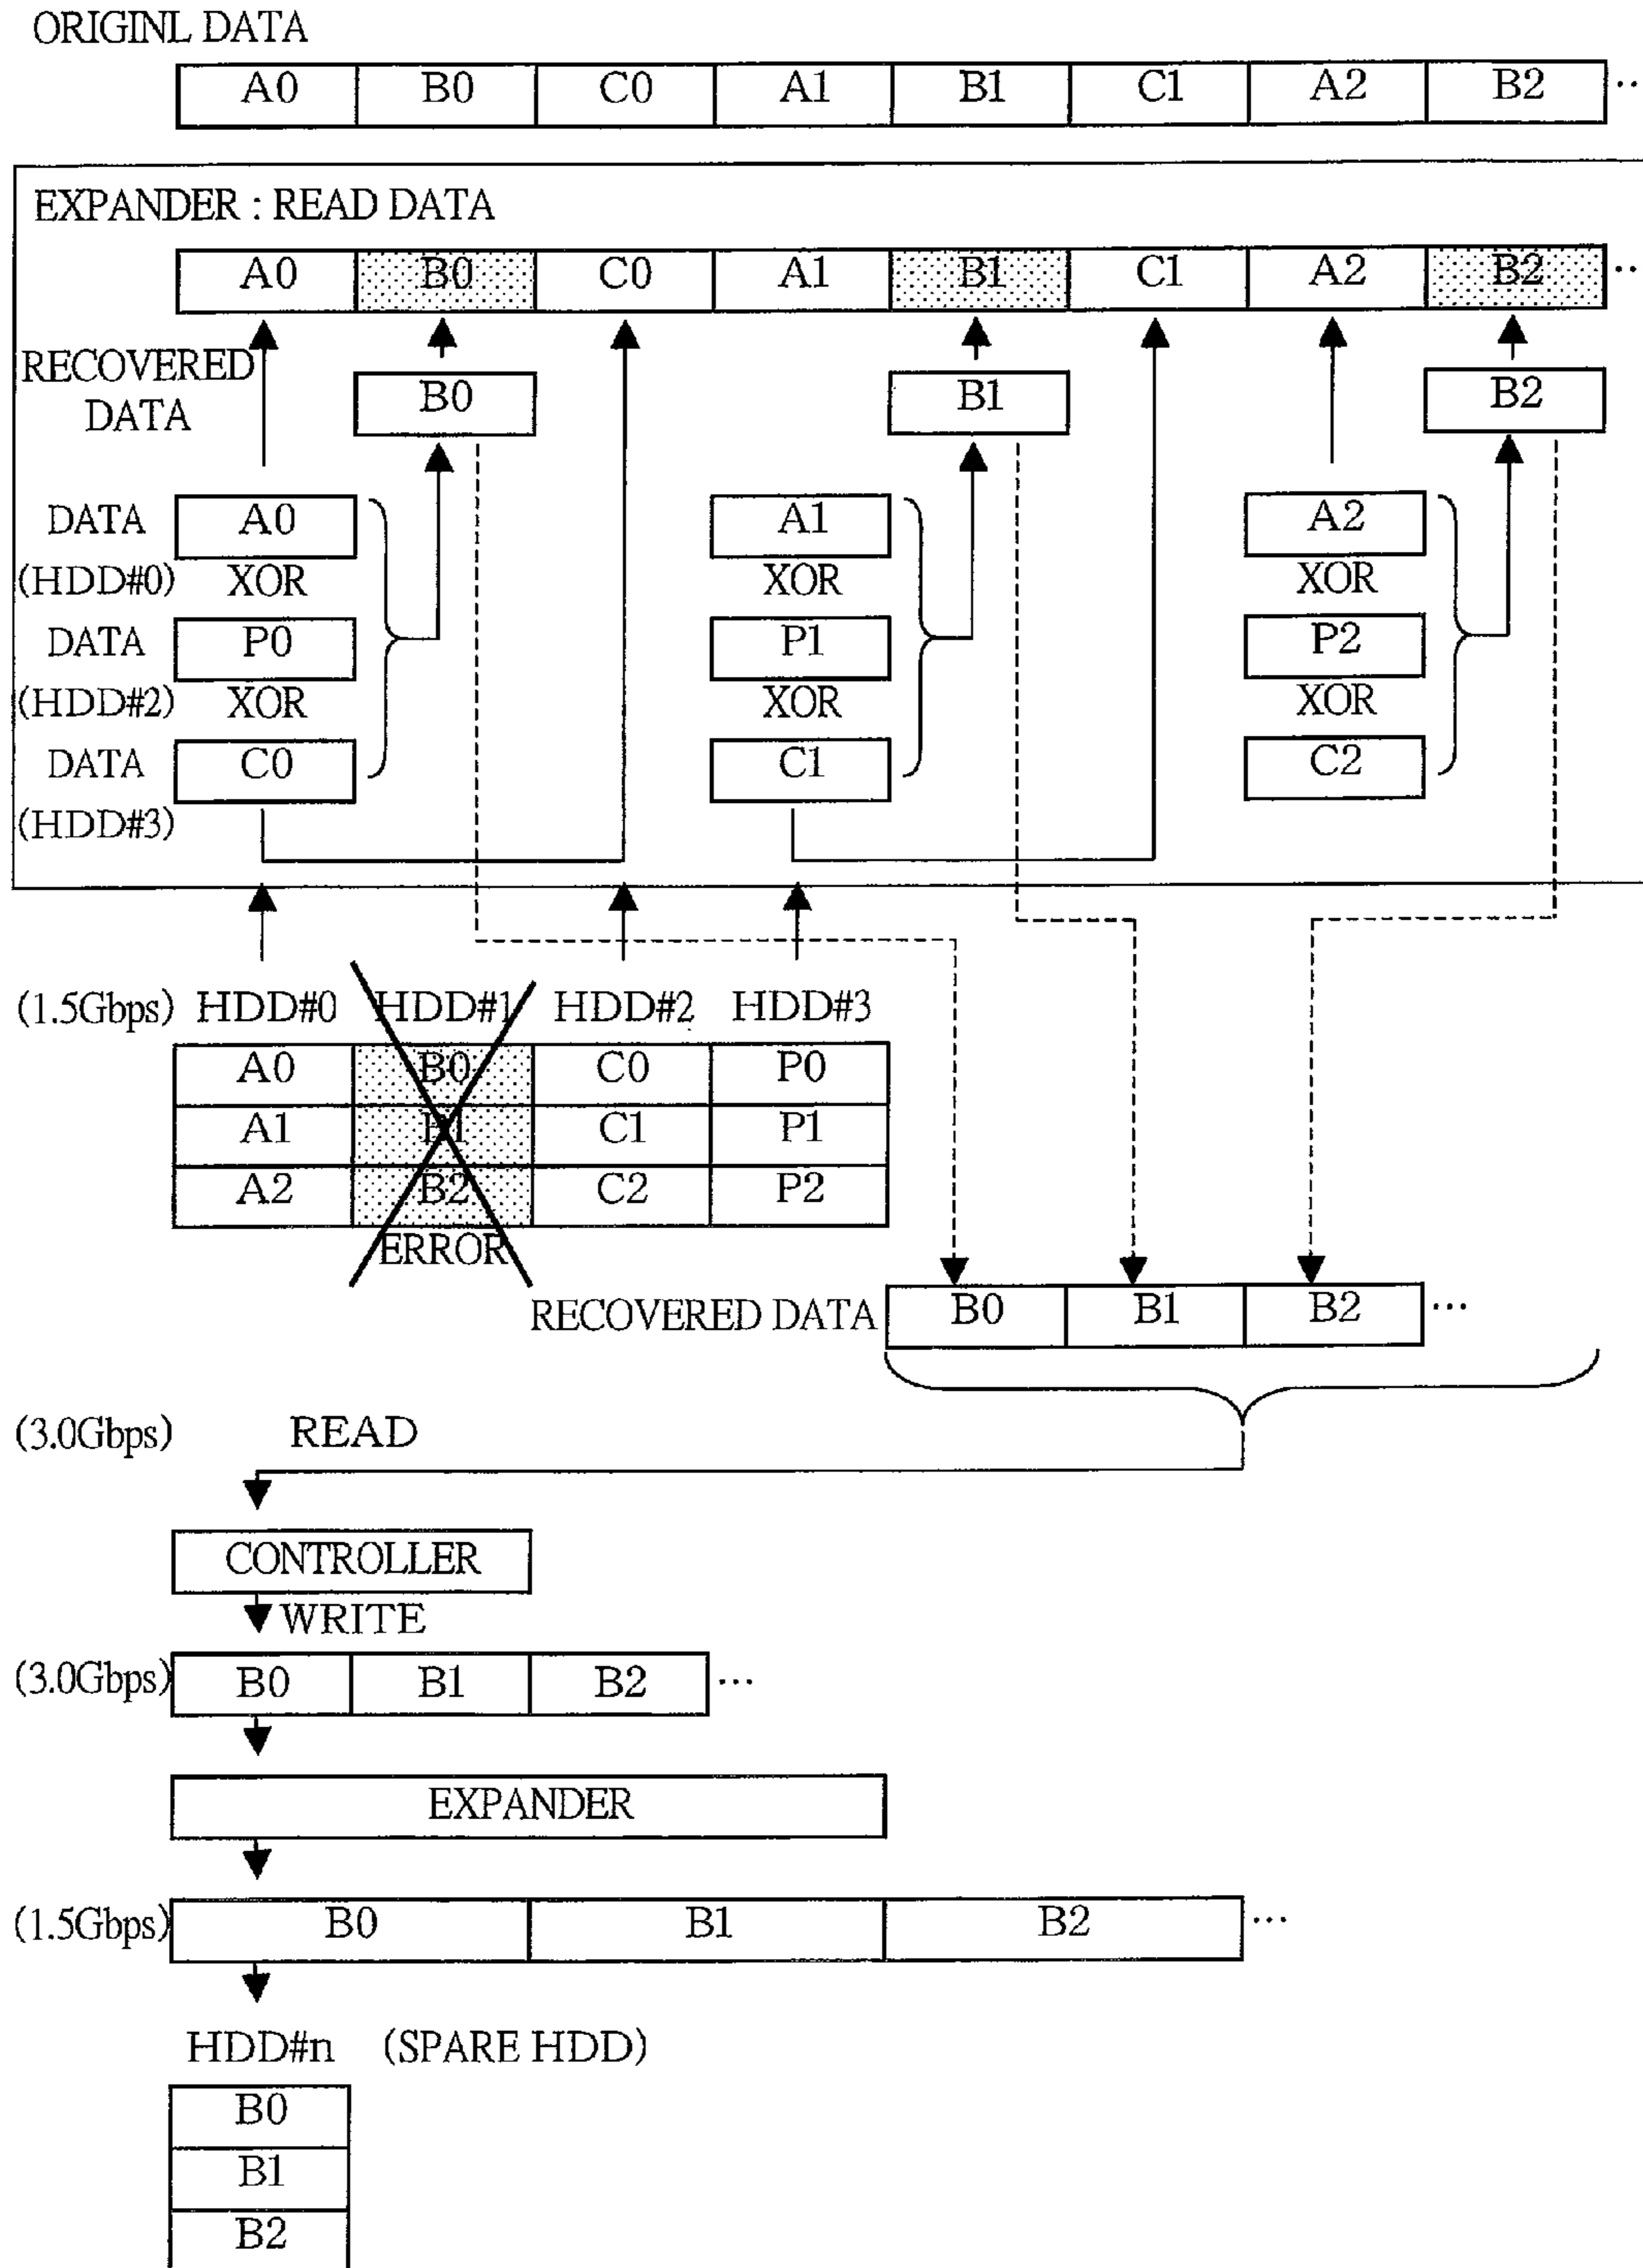 ORIGINL DATA
A0 B0 C0 A1 B1 C1 A2 B2 ...
EXPANDER : READ DATA
A0 B0 C0 A1 B1 C1 A2 B2 ...
RECOVERED
DATA
B0 B1 B2
DATA A0 A1 A2
(HDD#0) XOR XOR XOR
DATA P0 P1 P2
(HDD#2) XOR XOR XOR
DATA C0 C1 C2
(HDD#3)
(1.5Gbps) HDD#0 HDD#1 HDD#2 HDD#3
A0 B0 C0 P0
A1 B1 C1 P1
A2 B2 C2 P2
ERROR
RECOVERED DATA B0 B1 B2 ...
(3.0Gbps) READ
CONTROLLER
WRITE
(3.0Gbps) B0 B1 B2 ...
EXPANDER
(1.5Gbps) B0 B1 B2 ...
HDD#n (SPARE HDD)
B0
B1
B2